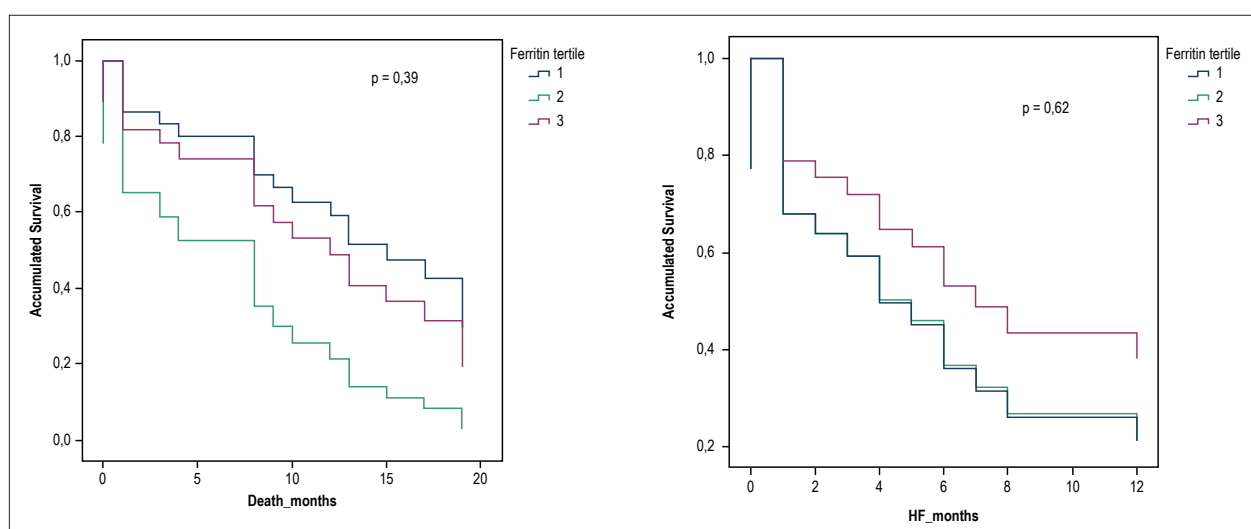 Ferritin tertile
1
2
3
p = 0,39
1,0
0,8
0,6
0,4
0,2
0,0
Accumulated Survival
0 5 10 15 20
Death_months
Ferritin tertile
1
2
3
p = 0,62
1,0
0,8
0,6
0,4
0,2
Accumulated Survival
0 2 4 6 8 10 12
HF_months